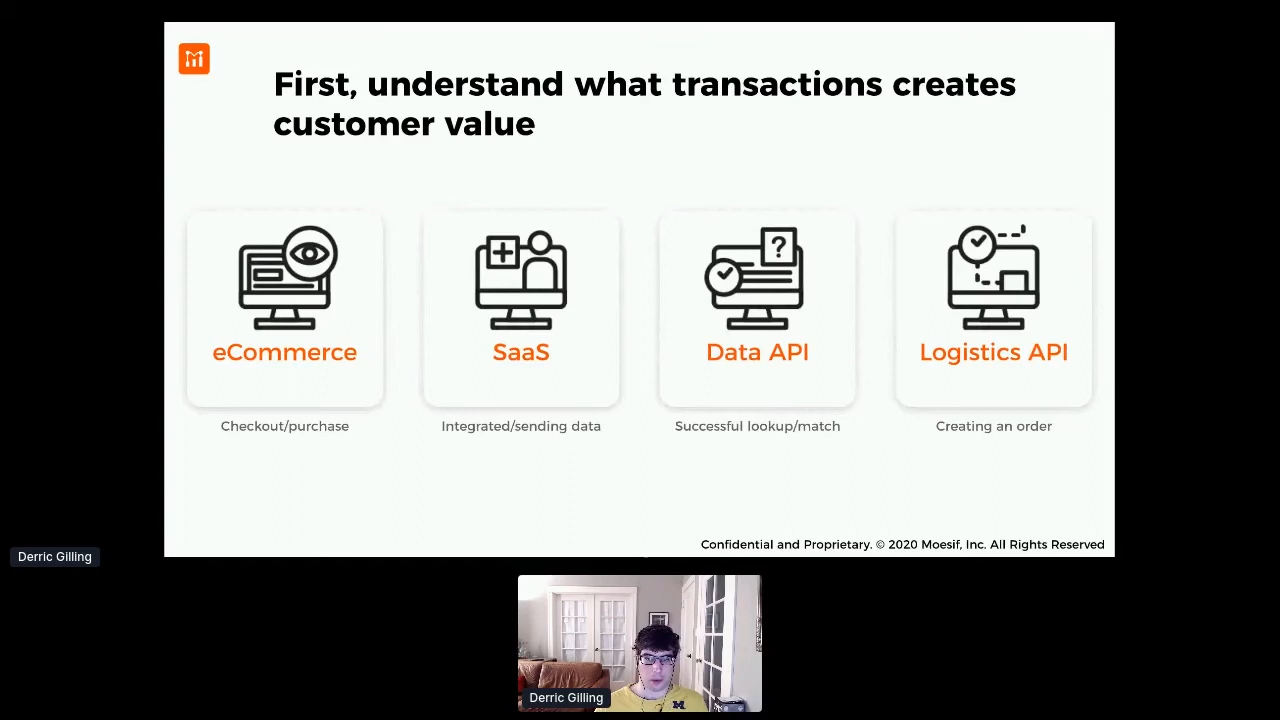 First, understand what transactions creates
customer value
?
eCommerce
SaaS
Data API
Logistics API
Checkout/purchase
Integrated/sending data
Successful lookup/match
Creating an order
Confidential and Proprietary. © 2020 Moesif, Inc. All Rights Reserved
Derric Gilling
Derric Gilling
M